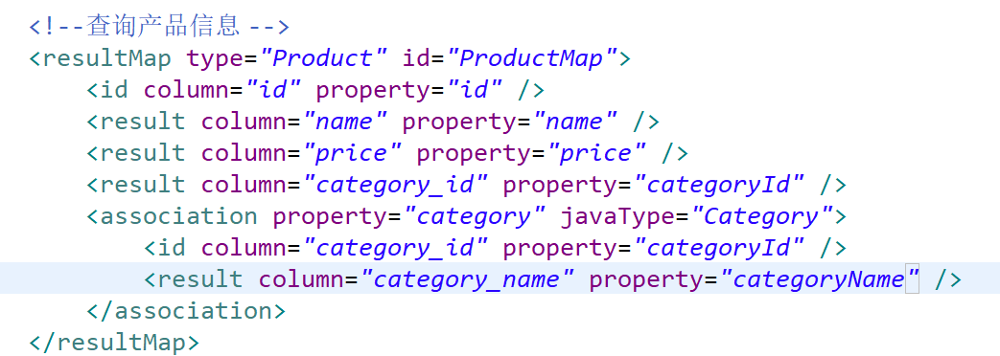 <!--查询产品信息 -->
<resultMap type="Product" id="ProductMap">
    <id column="id" property="id" />
    <result column="name" property="name" />
    <result column="price" property="price" />
    <result column="category_id" property="categoryId" />
    <association property="category" javaType="Category">
        <id column="category_id" property="categoryId" />
        <result column="category_name" property="categoryName" />
    </association>
</resultMap>